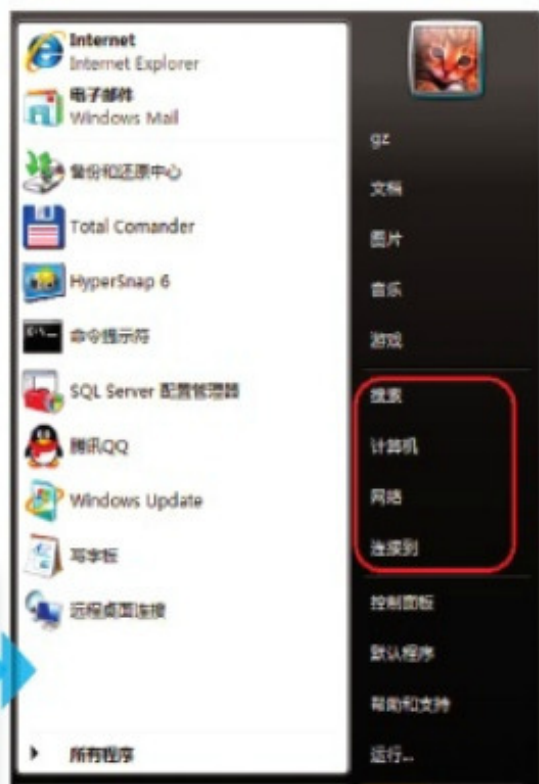 Internet
Internet Explorer
电子邮件
Windows Mail
备份和还原中心
Total Comander
HyperSnap 6
命令提示符
SQL Server 配置管理器
腾讯QQ
Windows Update
写字板
远程桌面连接
所有程序
gz
文档
图片
音乐
游戏
搜索
计算机
网络
连接到
控制面板
默认程序
帮助和支持
运行...